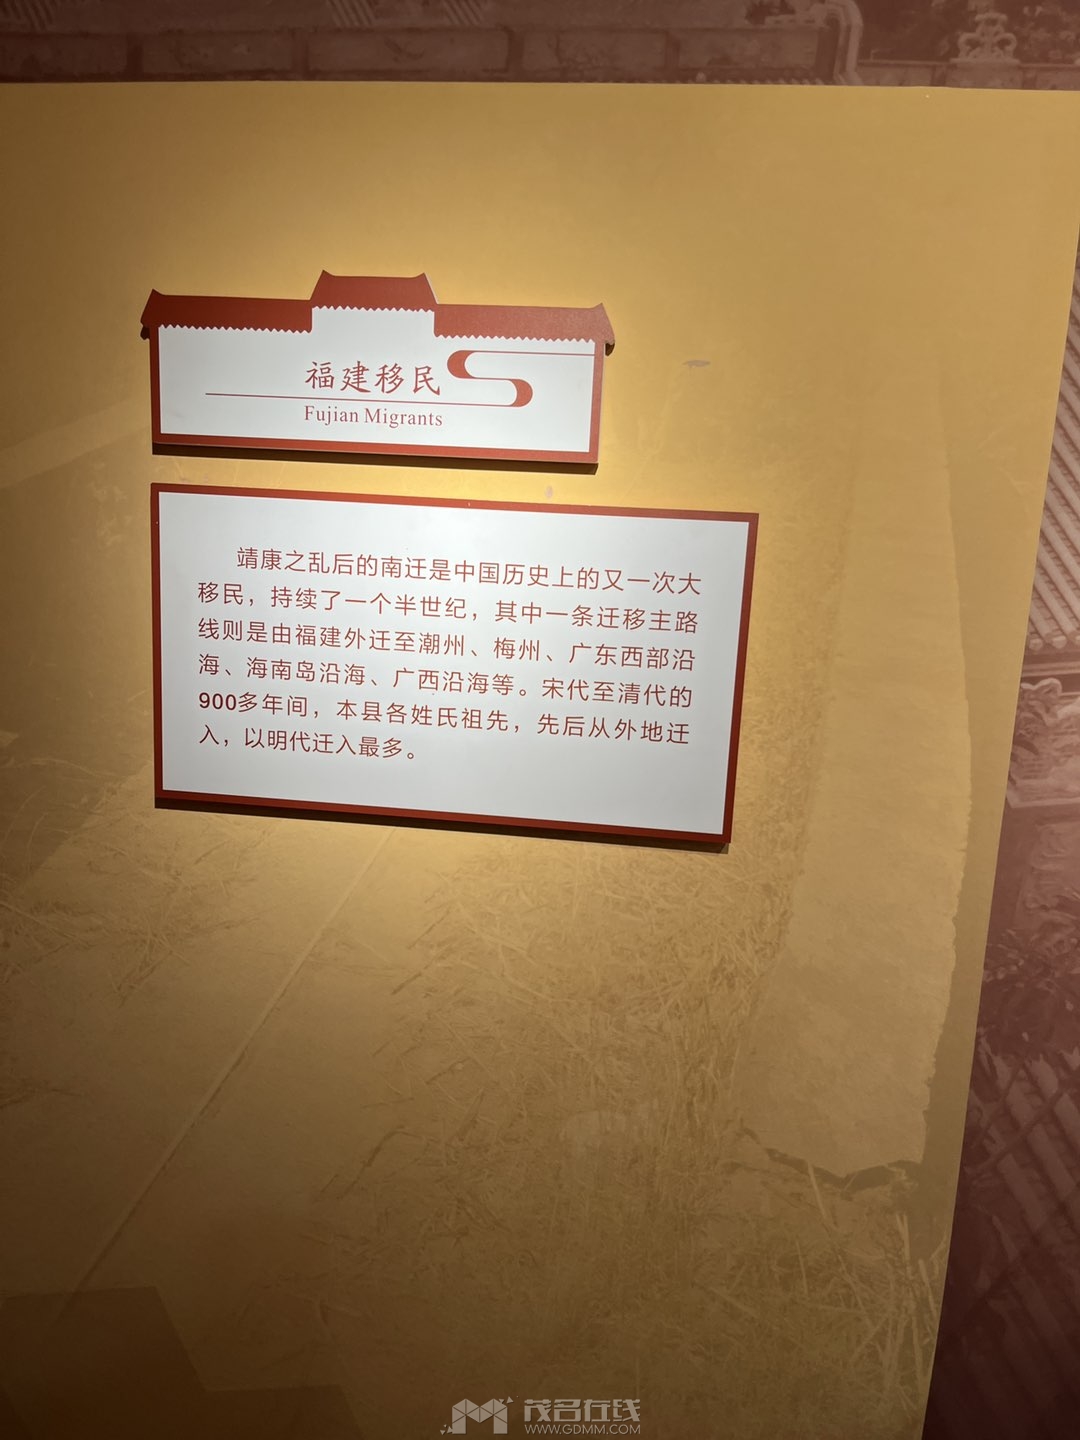 福建移民
Fujian Migrants
靖康之乱后的南迁是中国历史上的又一次大
移民，持续了一个半世纪，其中一条迁移主路
线则是由福建外迁至潮州、梅州、广东西部沿
海、海南岛沿海、广西沿海等。宋代至清代的
900多年间，本县各姓氏祖先，先后从外地迁
入，以明代迁入最多。
茂名在线
WWW.GDMM.COM